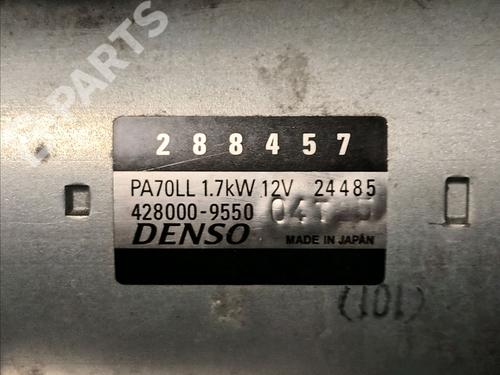 B-PARTS
288457
PA70LL 1.7kW 12V 24485
428000-9550
DENSO MADE IN JAPAN
(101)